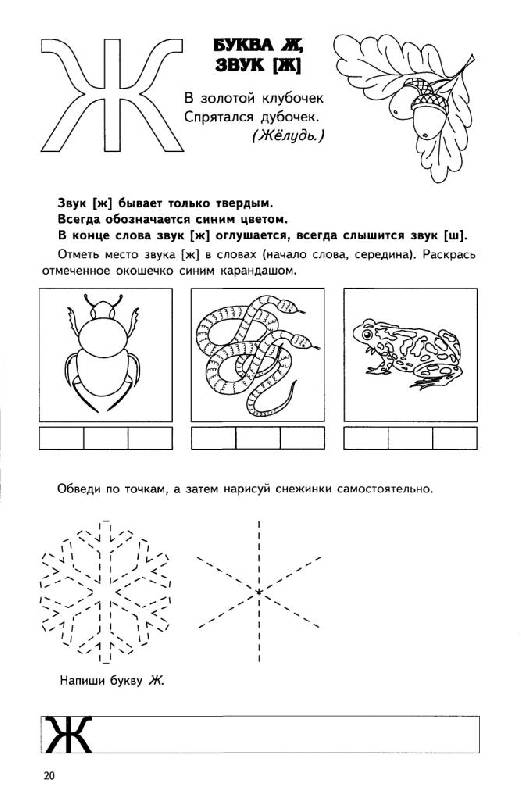 Ж
БУКВА Ж,
ЗВУК [Ж]
В золотой клубочек
Спрятался дубочек.
(Жёлудь.)
Звук [ж] бывает только твердым.
Всегда обозначается синим цветом.
В конце слова звук [ж] оглушается, всегда слышится звук [ш].
Отметь место звука [ж] в словах (начало слова, середина). Раскрась
отмеченное окошечко синим карандашом.
Обведи по точкам, а затем нарисуй снежинки самостоятельно.
Напиши букву Ж.
Ж
20